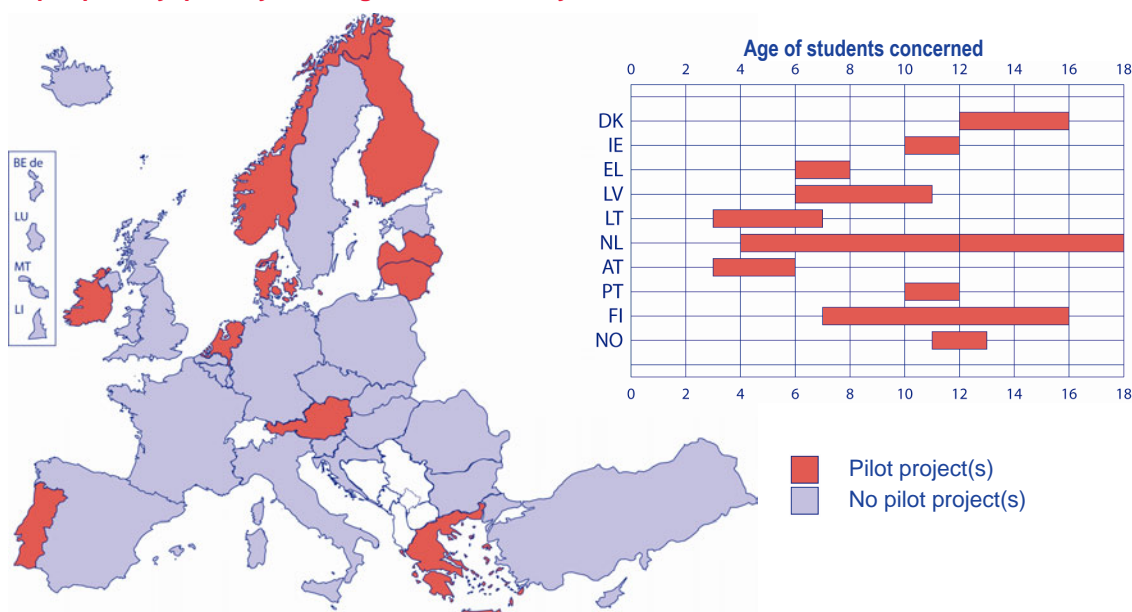 Age of students concerned
0 2 4 6 8 10 12 14 16 18
DK
IE
EL
LV
LT
NL
AT
PT
FI
NO
0 2 4 6 8 10 12 14 16 18
BE de
LU
MT
LI
Pilot project(s)
No pilot project(s)